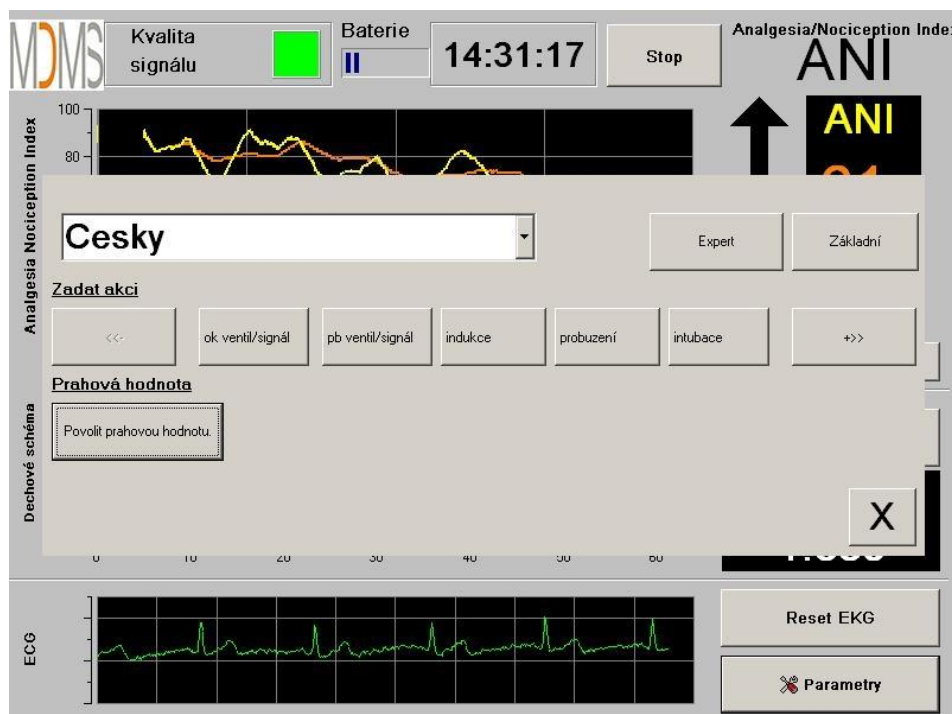 MDMS
Kvalita
signálu
Baterie
14:31:17
Stop
Analgesia/Nociception Index
ANI
100
80
Analgesia Nociception Index
ANI
Cesky
Expert
Základní
Zadat akci
<<-
ok ventil/signál
pb ventil/signál
indukce
probuzení
intubace
+>>
Prahová hodnota
Povolit prahovou hodnotu.
Dechové schéma
X
0 10 20 30 40 50 60
ECG
Reset EKG
Parametry